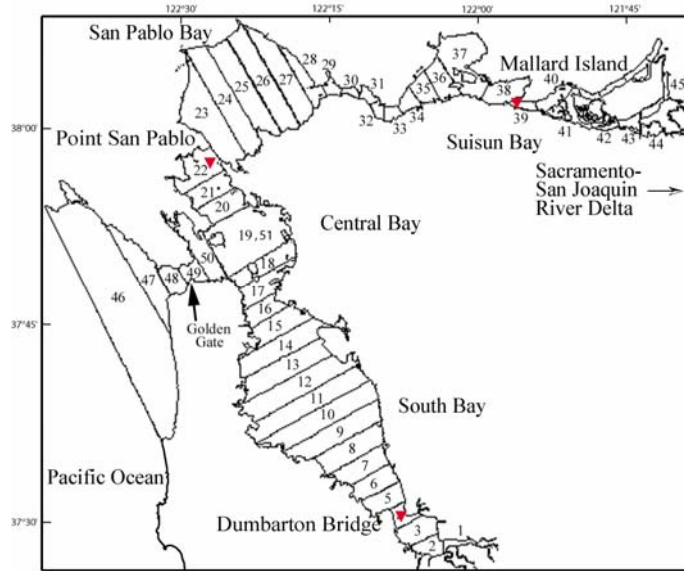 122°30' 122°15' 122°00' 121°45'
San Pablo Bay
37
28 29
30 31
36
35
Mallard Island
38 40
45
27
26
25
24
23
32 33 34
39
41 42 43 44
38°00'
Point San Pablo
Suisun Bay
22
21
20
Sacramento-
San Joaquin
River Delta
Central Bay
19,51
50
18
49
48
47
46
17
16
Golden
Gate
37°45'
15
14
13
12
11
10
9
South Bay
8
7
6
5
Pacific Ocean
37°30'
Dumbarton Bridge
3
1
2